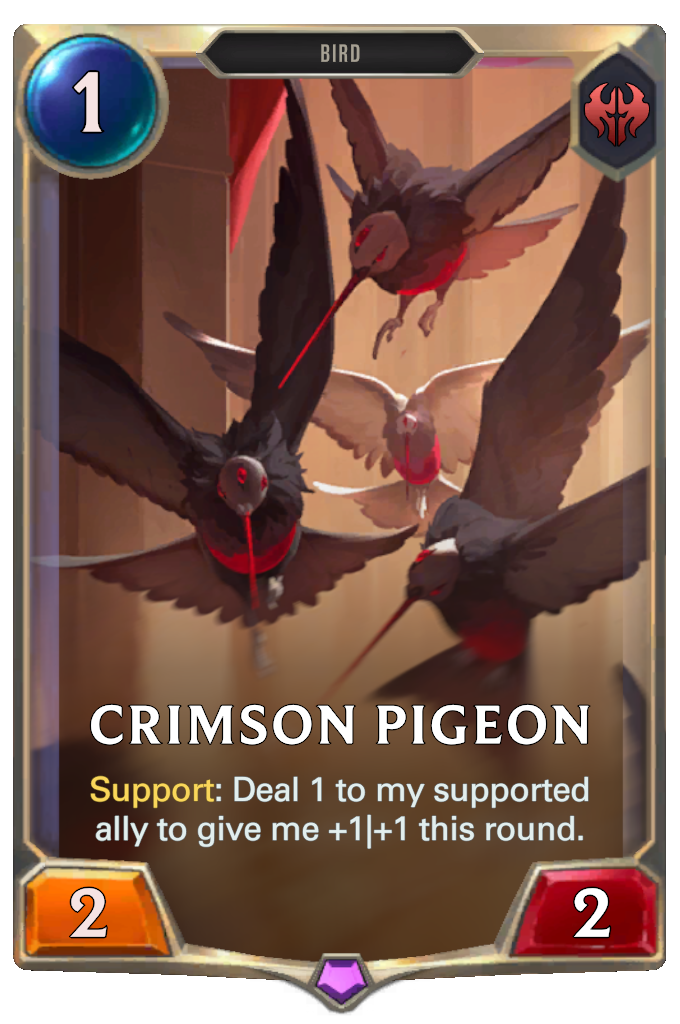 BIRD
1
CRIMSON PIGEON
Support: Deal 1 to my supported
ally to give me +1|+1 this round.
2
2